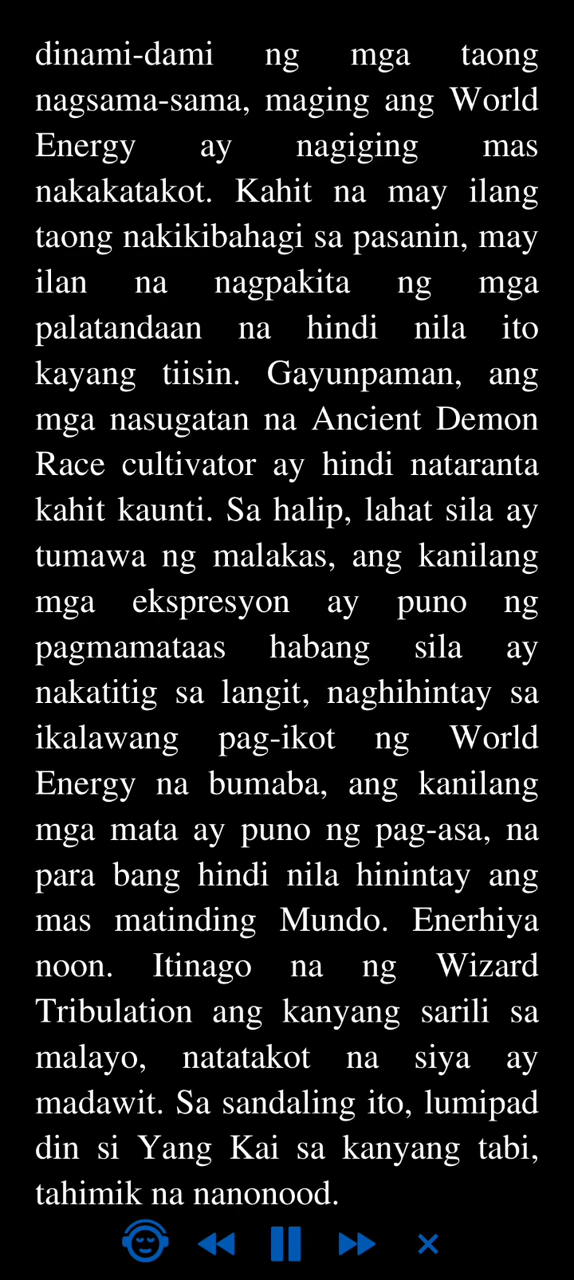 dinami-dami ng mga taong
nagsama-sama, maging ang World
Energy ay nagiging mas
nakakatakot. Kahit na may ilang
taong nakikibahagi sa pasanin, may
ilan na nagpakita ng mga
palatandaan na hindi nila ito
kayang tiisin. Gayunpaman, ang
mga nasugatan na Ancient Demon
Race cultivator ay hindi nataranta
kahit kaunti. Sa halip, lahat sila ay
tumawa ng malakas, ang kanilang
mga ekspresyon ay puno ng
pagmamataas habang sila ay
nakatitig sa langit, naghihintay sa
ikalawang pag-ikot ng World
Energy na bumaba, ang kanilang
mga mata ay puno ng pag-asa, na
para bang hindi nila hinintay ang
mas matinding Mundo. Enerhiya
noon. Itinago na ng Wizard
Tribulation ang kanyang sarili sa
malayo, natatakot na siya ay
madawit. Sa sandaling ito, lumipad
din si Yang Kai sa kanyang tabi,
tahimik na nanonood.